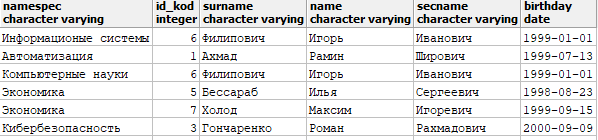 namespec id_kod surname name secname birthday
character varying integer character varying character varying character varying date
Информационые системы 6 Филипович Игорь Иванович 1999-01-01
Автоматизация 1 Ахмад Рамин Ширович 1999-07-13
Компьютерные науки 6 Филипович Игорь Иванович 1999-01-01
Экономика 5 Бессараб Илья Сергеевич 1998-08-23
Экономика 7 Холод Максим Игоревич 1999-09-15
Кибербезопасность 3 Гончаренко Роман Рахмадович 2000-09-09